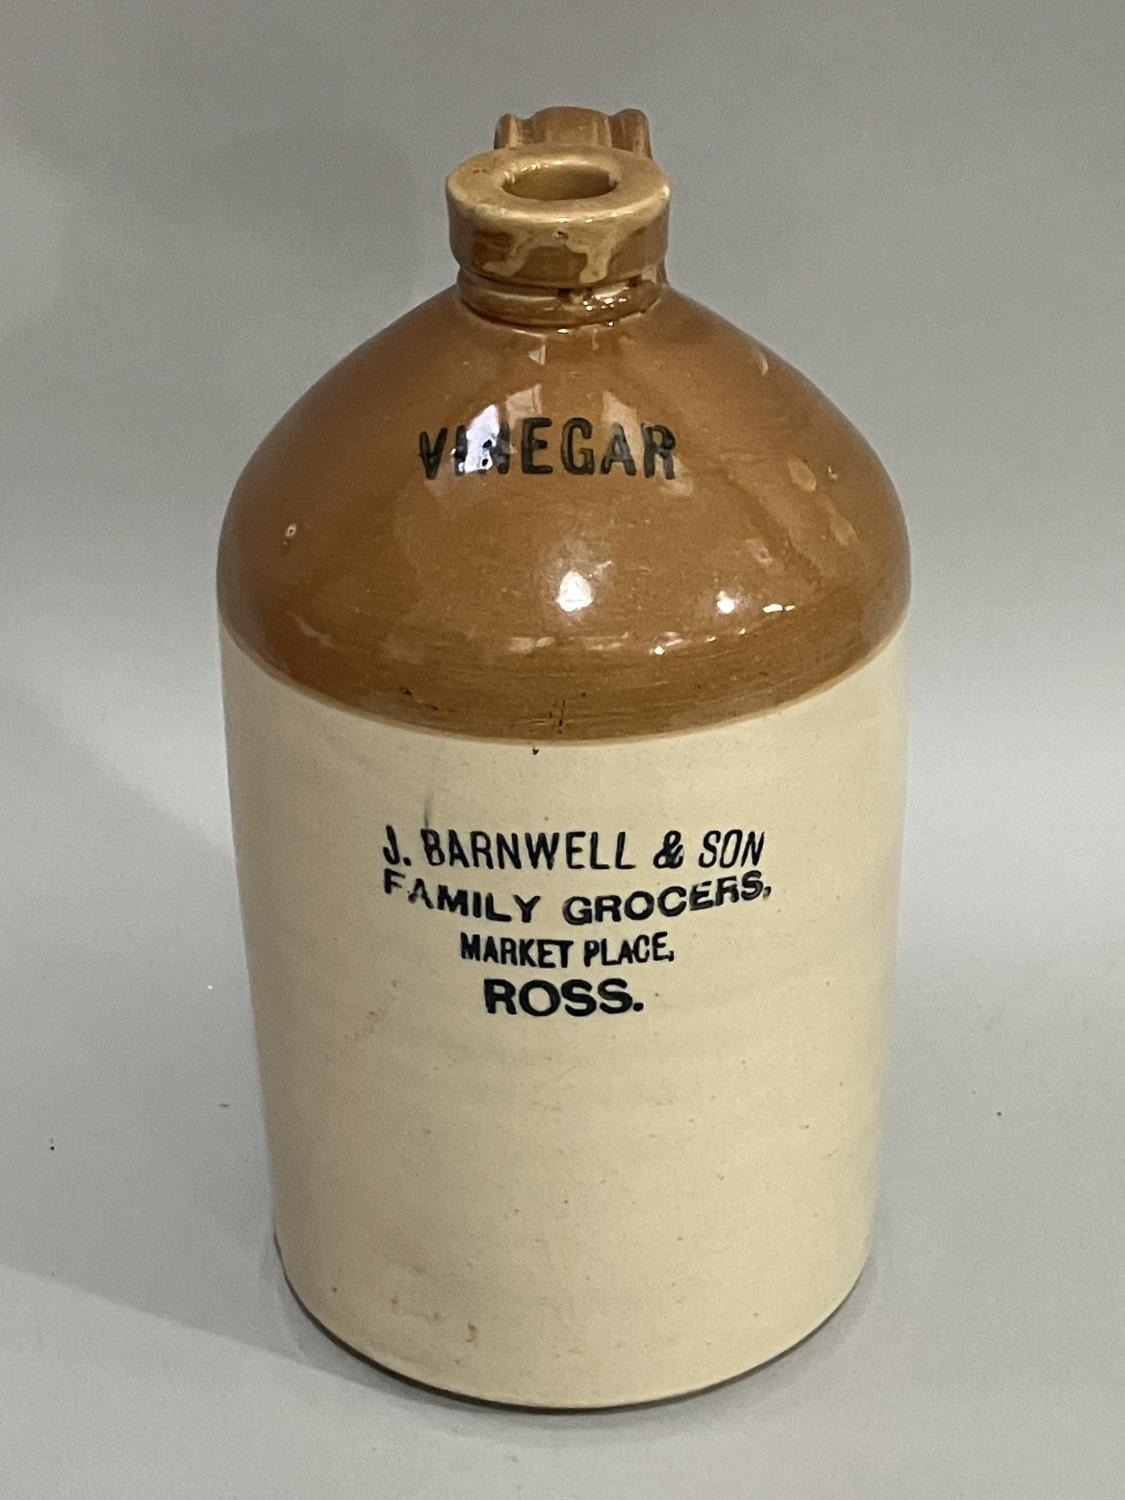 VINEGAR
J. BARNWELL & SON
FAMILY GROCERS,
MARKET PLACE,
ROSS.